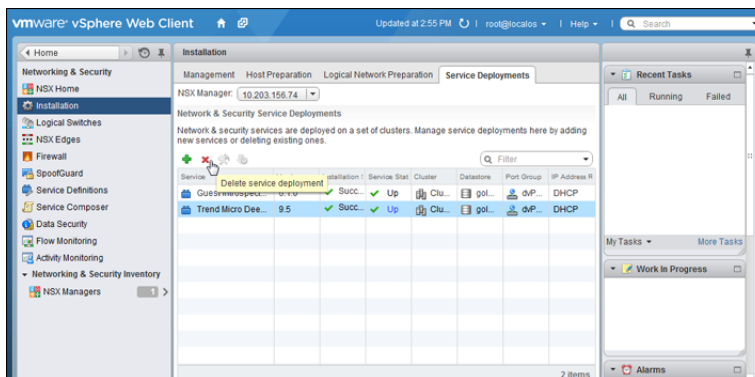 vmware® vSphere Web Client
Updated at 2:55 PM
root@localos
Help
Search
Home
Networking & Security
NSX Home
Installation
Logical Switches
NSX Edges
Firewall
SpoofGuard
Service Definitions
Service Composer
Data Security
Flow Monitoring
Activity Monitoring
Networking & Security Inventory
NSX Managers
1
Installation
Management Host Preparation Logical Network Preparation Service Deployments
NSX Manager: 10.203.156.74
Network & Security Service Deployments
Network & security services are deployed on a set of clusters. Manage service deployments here by adding
new services or deleting existing ones.
Filter
Service Installation Service Stat Cluster Datastore Port Group IP Address R
Delete service deployment
Guest Introspect... 6.1.0 Succ... Up Clu... gol... dvP... DHCP
Trend Micro Dee... 9.5 Succ... Up Clu... gol... dvP... DHCP
2 items
Recent Tasks
All Running Failed
My Tasks More Tasks
Work In Progress
Alarms